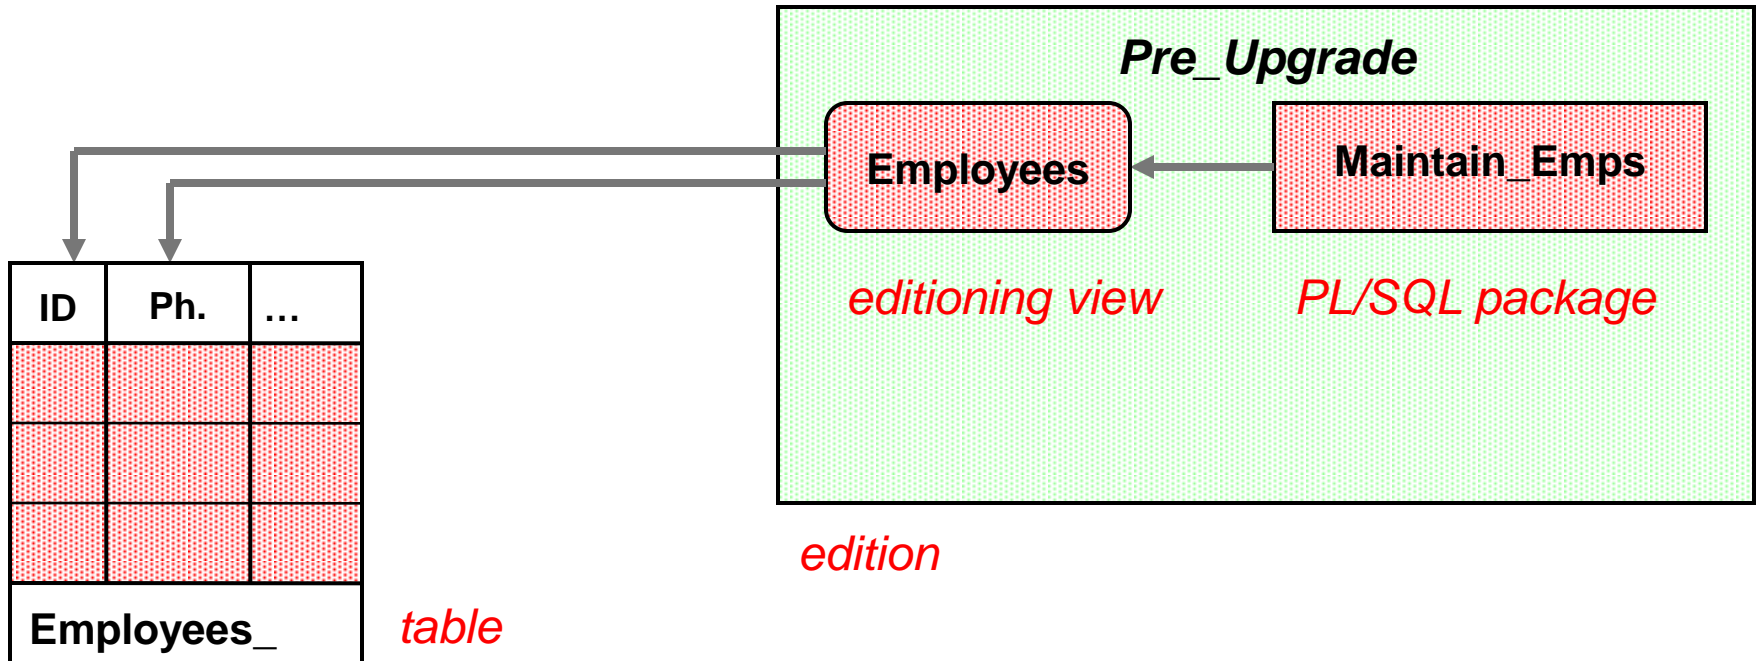 Pre_Upgrade
Employees
Maintain_Emps
editioning view
PL/SQL package
edition
ID Ph. ...
Employees_
table